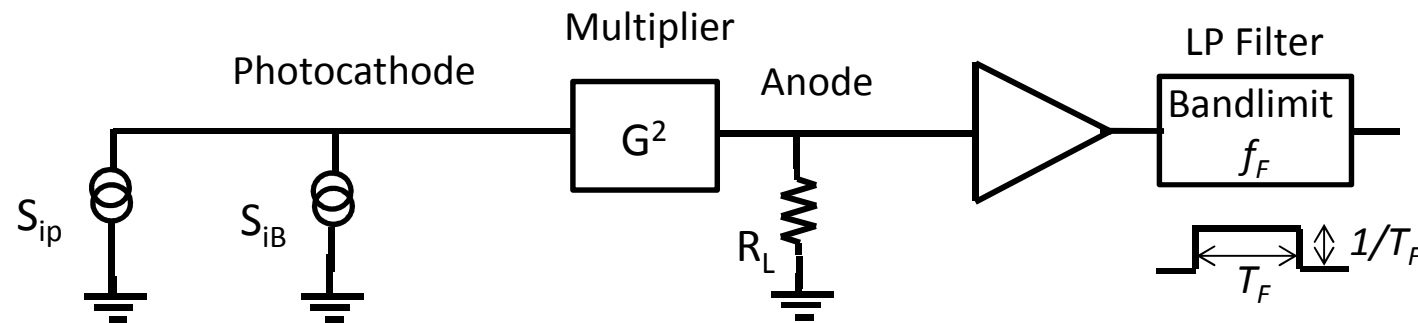 Multiplier
LP Filter
Photocathode
Anode
Bandlimit
f_F
G²
S_ip
S_iB
R_L
1/T_F
T_F